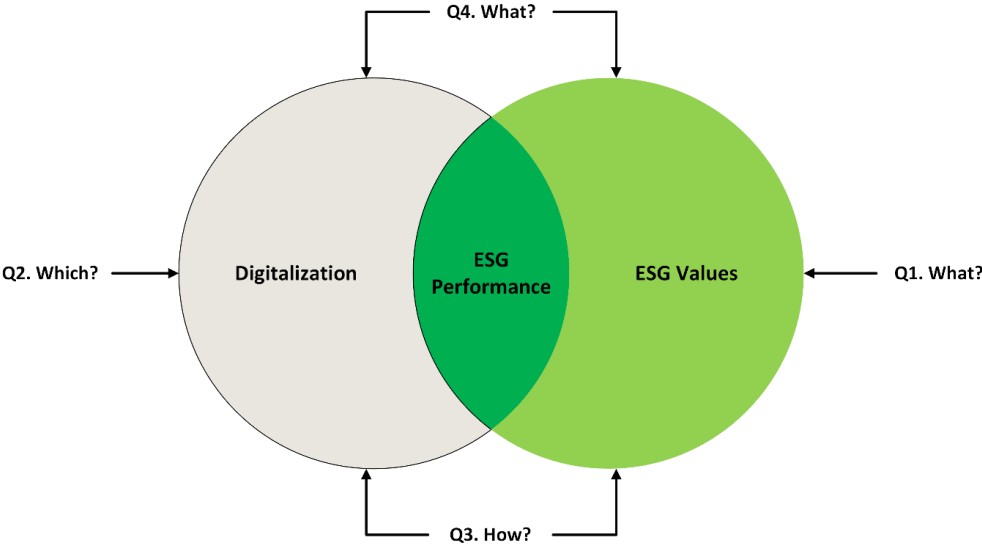 Q4. What?
Q2. Which?
Digitalization
ESG
Performance
ESG Values
Q1. What?
Q3. How?